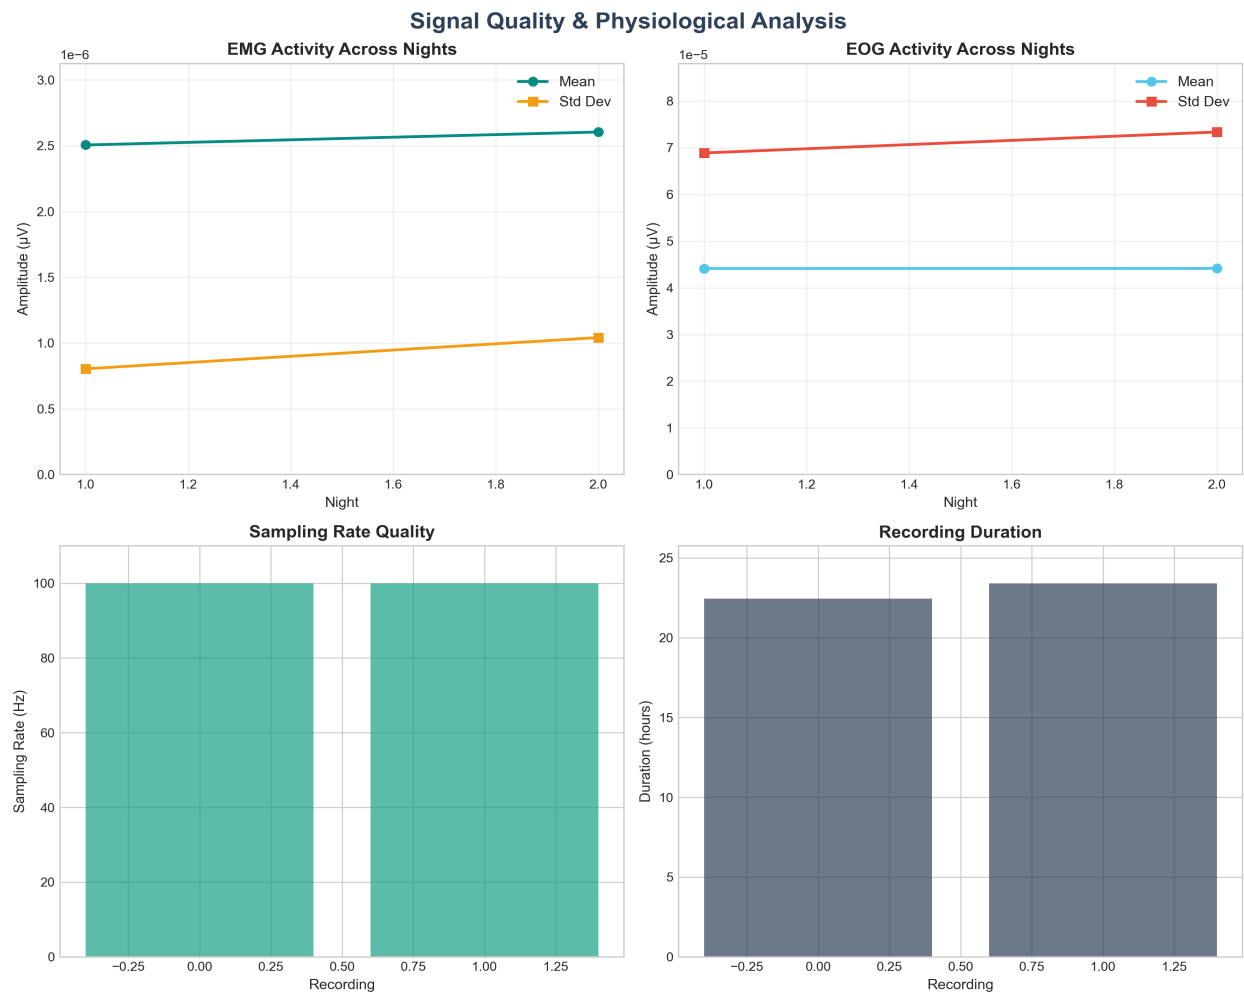 Signal Quality & Physiological Analysis
EMG Activity Across Nights
1e−6
Mean
Std Dev
3.0
2.5
2.0
1.5
1.0
0.5
0.0
Amplitude (µV)
1.0 1.2 1.4 1.6 1.8 2.0
Night
EOG Activity Across Nights
1e−5
Mean
Std Dev
8
7
6
5
4
3
2
1
0
Amplitude (µV)
1.0 1.2 1.4 1.6 1.8 2.0
Night
Sampling Rate Quality
100
80
60
40
20
0
Sampling Rate (Hz)
−0.25 0.00 0.25 0.50 0.75 1.00 1.25
Recording
Recording Duration
25
20
15
10
5
0
Duration (hours)
−0.25 0.00 0.25 0.50 0.75 1.00 1.25
Recording